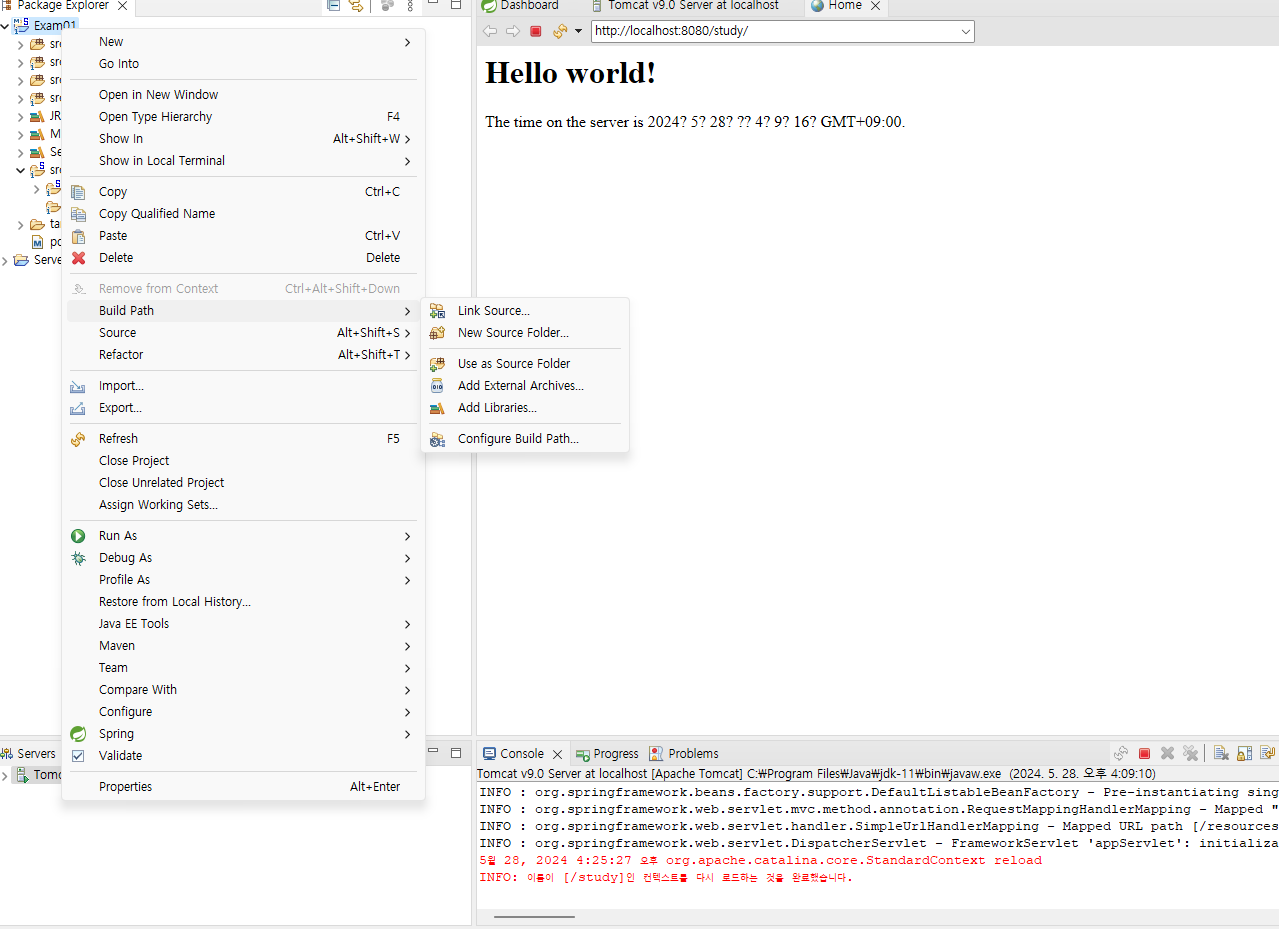 Package Explorer
Exam01
src
JR
M
Se
src
ta
po
Serve
New
Go Into
Open in New Window
Open Type Hierarchy F4
Show In Alt+Shift+W
Show in Local Terminal
Copy Ctrl+C
Copy Qualified Name
Paste Ctrl+V
Delete Delete
Remove from Context Ctrl+Alt+Shift+Down
Build Path
Source Alt+Shift+S
Refactor Alt+Shift+T
Import...
Export...
Refresh F5
Close Project
Close Unrelated Project
Assign Working Sets...
Run As
Debug As
Profile As
Restore from Local History...
Java EE Tools
Maven
Team
Compare With
Configure
Spring
Validate
Properties Alt+Enter
Link Source...
New Source Folder...
Use as Source Folder
Add External Archives...
Add Libraries...
Configure Build Path...
Dashboard Tomcat v9.0 Server at localhost Home
http://localhost:8080/study/
Hello world!
The time on the server is 2024? 5? 28? ?? 4? 9? 16? GMT+09:00.
Servers
Tomc
Console Progress Problems
Tomcat v9.0 Server at localhost [Apache Tomcat] C:₩Program Files₩Java₩jdk-11₩bin₩javaw.exe (2024. 5. 28. 오후 4:09:10)
INFO : org.springframework.beans.factory.support.DefaultListableBeanFactory - Pre-instantiating sing
INFO : org.springframework.web.servlet.mvc.method.annotation.RequestMappingHandlerMapping - Mapped "
INFO : org.springframework.web.servlet.handler.SimpleUrlHandlerMapping - Mapped URL path [/resources
INFO : org.springframework.web.servlet.DispatcherServlet - FrameworkServlet 'appServlet': initializa
5월 28, 2024 4:25:27 오후 org.apache.catalina.core.StandardContext reload
INFO: 이름이 [/study]인 컨텍스트를 다시 로드하는 것을 완료했습니다.